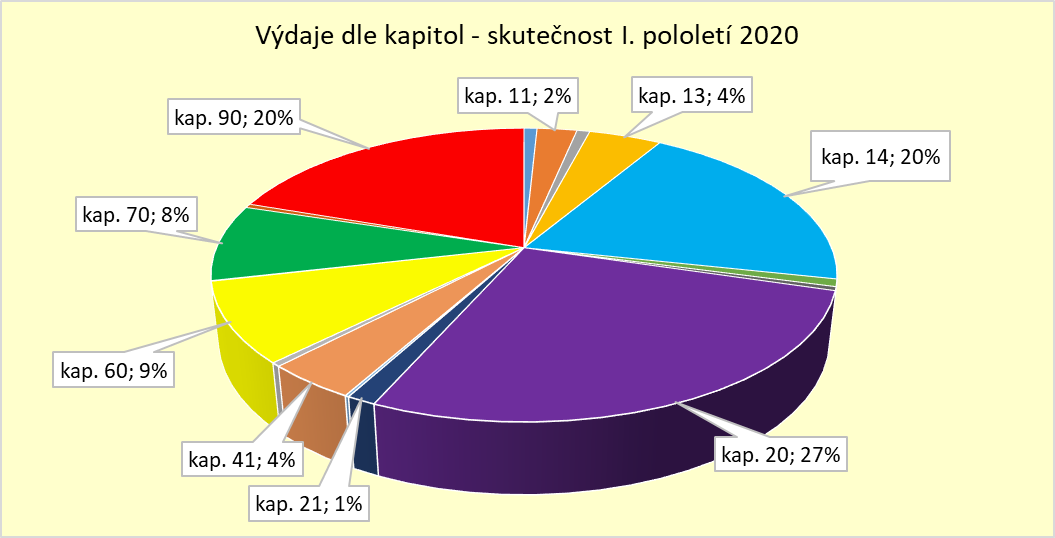 Výdaje dle kapitol - skutečnost I. pololetí 2020
kap. 11; 2%
kap. 13; 4%
kap. 90; 20%
kap. 14; 20%
kap. 70; 8%
kap. 60; 9%
kap. 20; 27%
kap. 41; 4%
kap. 21; 1%